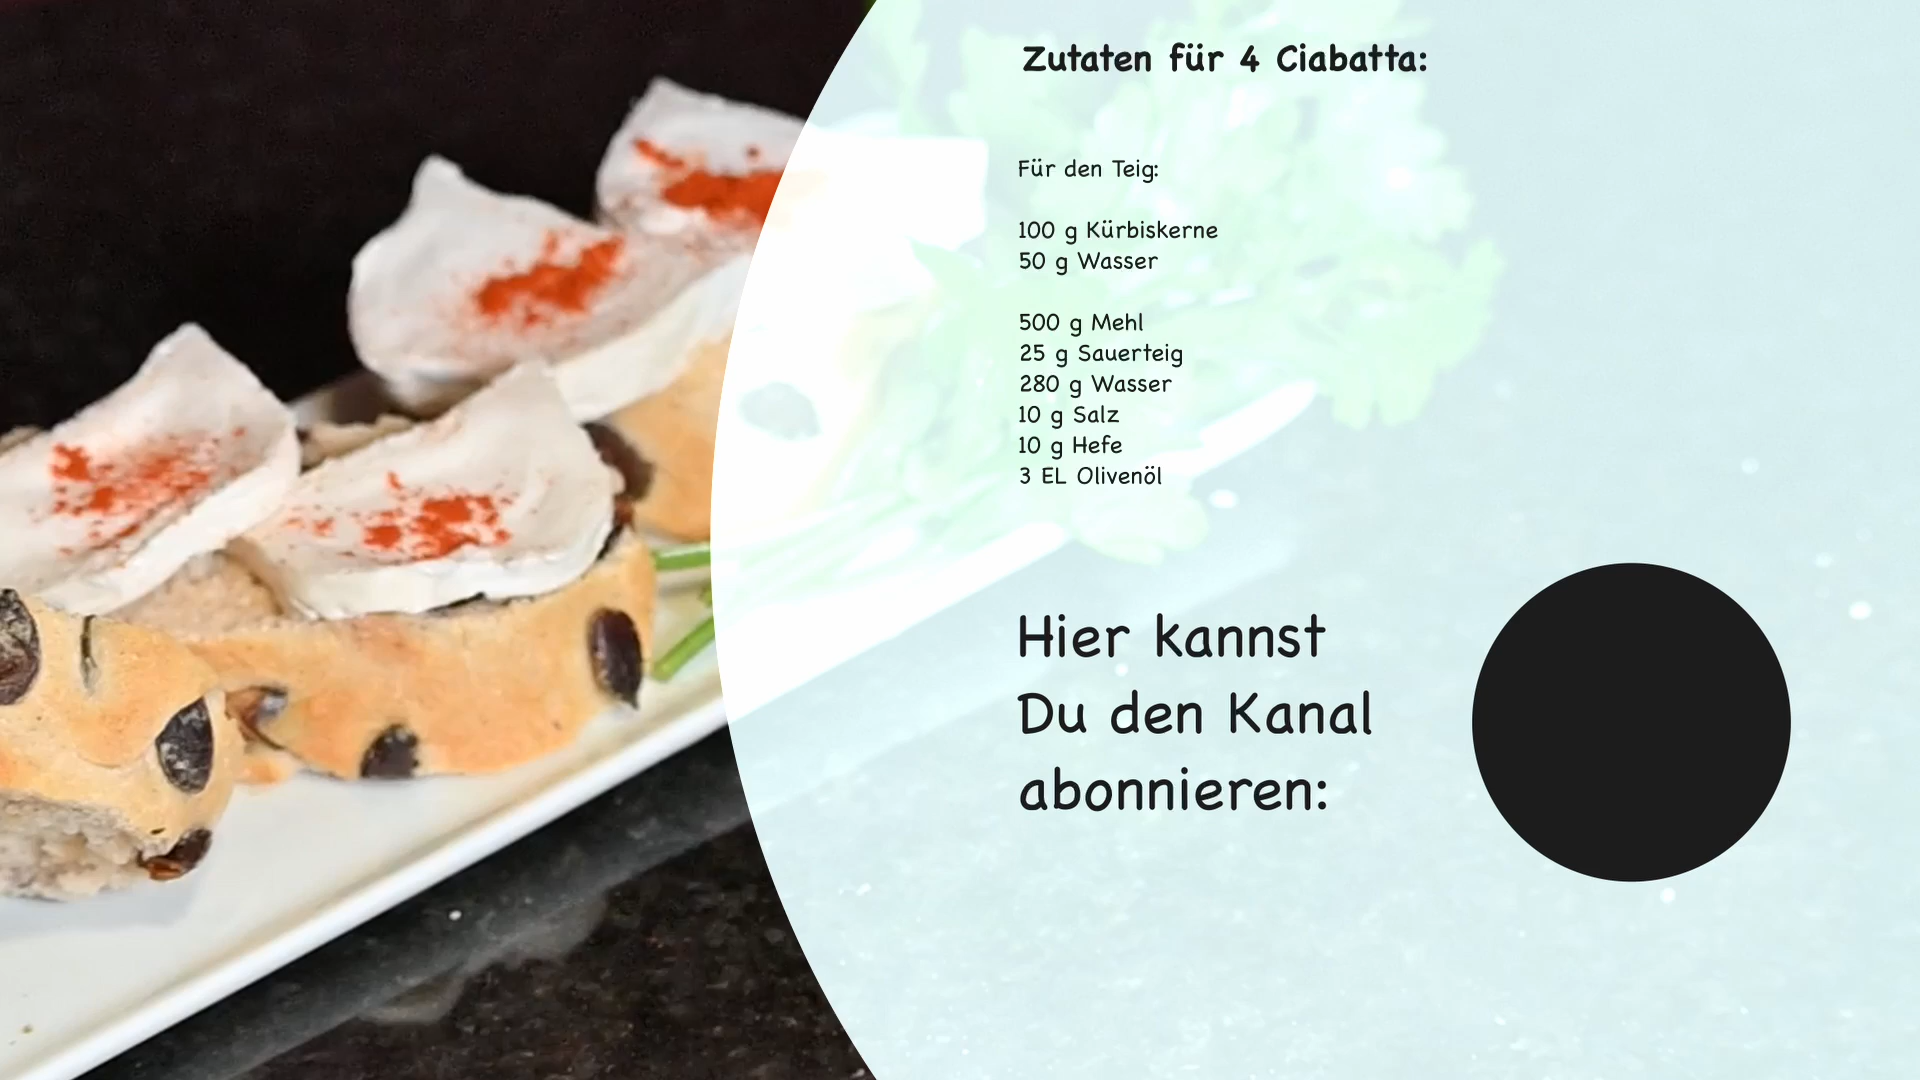 Zutaten für 4 Ciabatta:
Für den Teig:
100 g Kürbiskerne
50 g Wasser
500 g Mehl
25 g Sauerteig
280 g Wasser
10 g Salz
10 g Hefe
3 EL Olivenöl
Hier kannst
Du den Kanal
abonnieren: